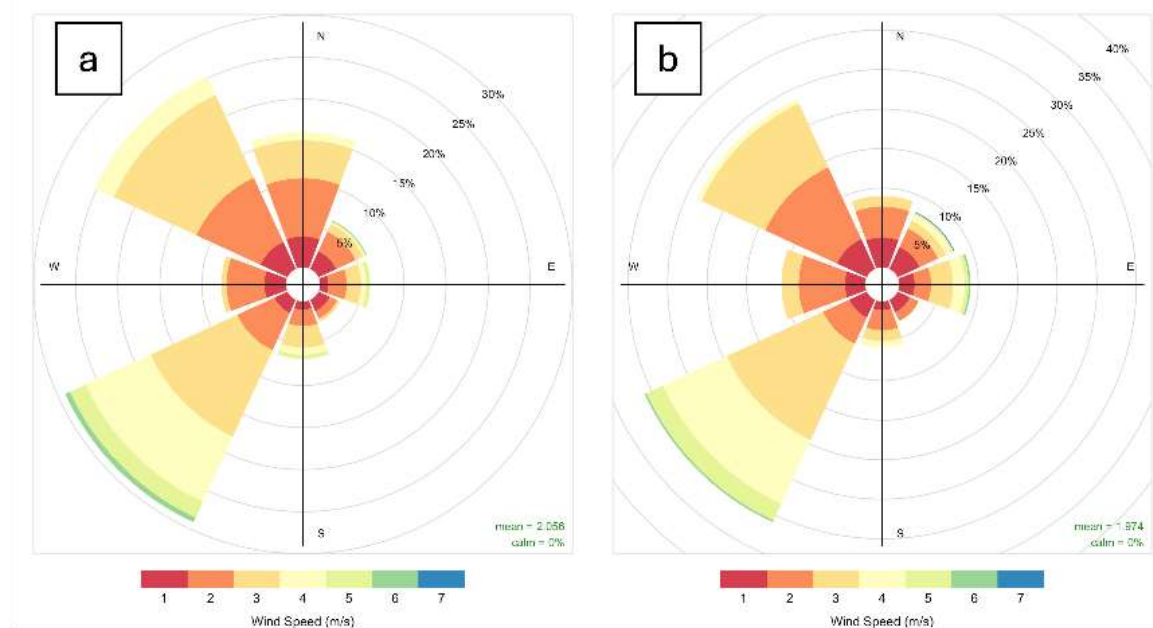 a
N
30%
25%
20%
15%
10%
5%
W
E
S
mean = 2.056
calm = 0%
1 2 3 4 5 6 7
Wind Speed (m/s)
b
40%
N
35%
30%
25%
20%
15%
10%
5%
W
E
S
mean = 1.974
calm = 0%
1 2 3 4 5 6 7
Wind Speed (m/s)